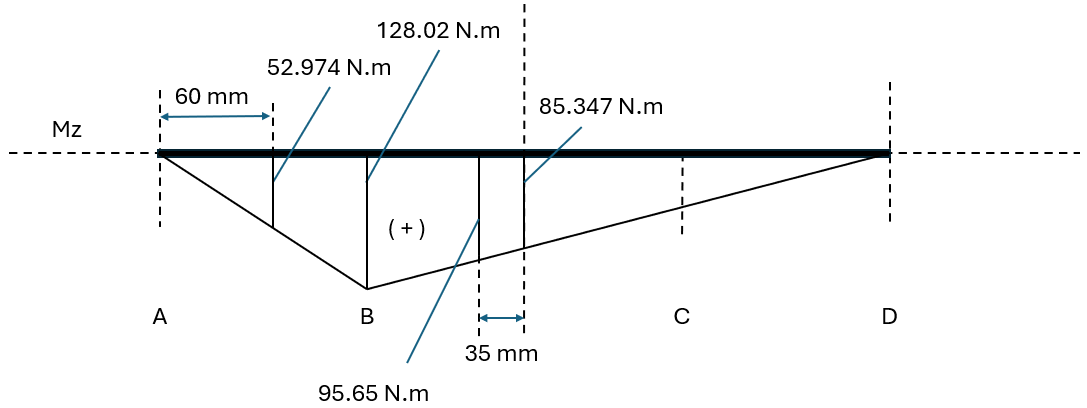 128.02 N.m
52.974 N.m
60 mm
85.347 N.m
Mz
( + )
A
B
C
D
35 mm
95.65 N.m